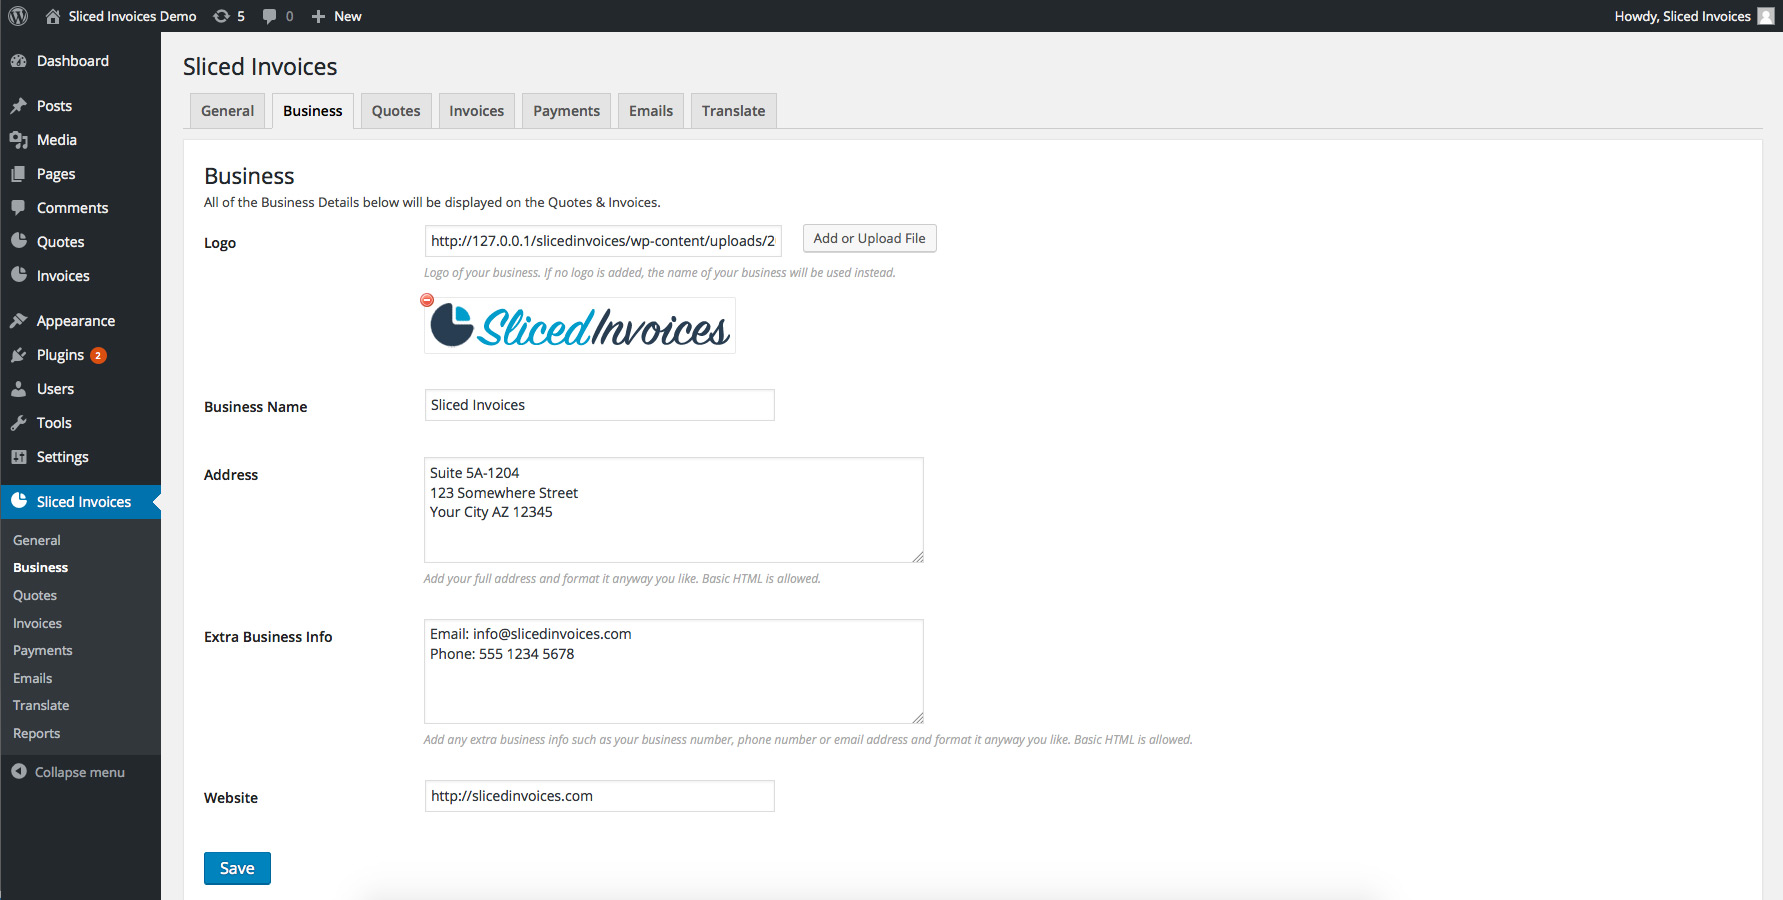 Sliced Invoices Demo 5 0 New Howdy, Sliced Invoices
Dashboard
Posts
Media
Pages
Comments
Quotes
Invoices
Appearance
Plugins 2
Users
Tools
Settings
Sliced Invoices
General
Business
Quotes
Invoices
Payments
Emails
Translate
Reports
Collapse menu
Sliced Invoices
General Business Quotes Invoices Payments Emails Translate
Business
All of the Business Details below will be displayed on the Quotes & Invoices.
Logo http://127.0.0.1/slicedinvoices/wp-content/uploads/2 Add or Upload File
Logo of your business. If no logo is added, the name of your business will be used instead.
SlicedInvoices
Business Name Sliced Invoices
Address Suite 5A-1204
123 Somewhere Street
Your City AZ 12345
Add your full address and format it anyway you like. Basic HTML is allowed.
Extra Business Info Email: info@slicedinvoices.com
Phone: 555 1234 5678
Add any extra business info such as your business number, phone number or email address and format it anyway you like. Basic HTML is allowed.
Website http://slicedinvoices.com
Save